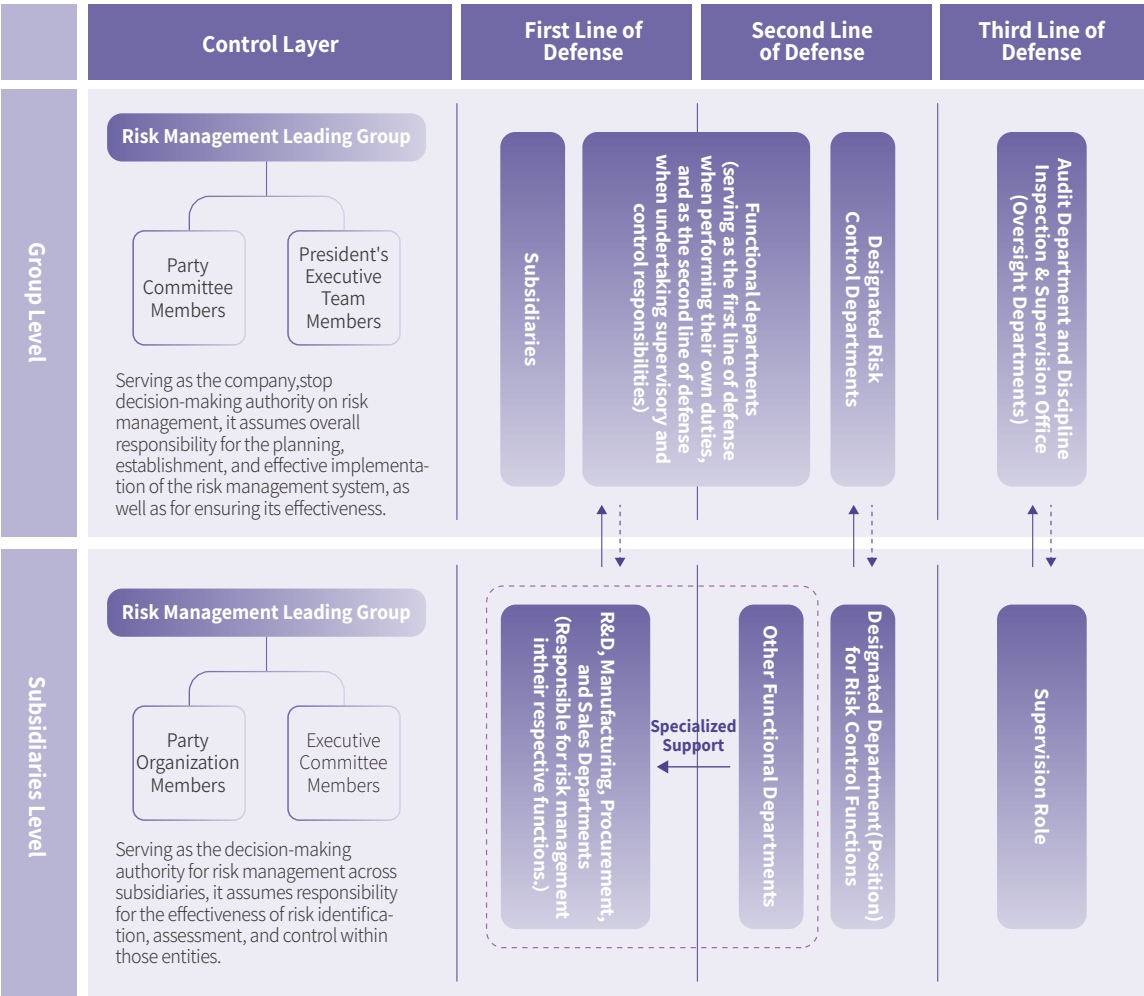 Control Layer
First Line of
Defense
Second Line
of Defense
Third Line of
Defense
Group Level
Risk Management Leading Group
Party
Committee
Members
President's
Executive
Team
Members
Serving as the company,stop
decision-making authority on risk
management, it assumes overall
responsibility for the planning,
establishment, and effective implementa-
tion of the risk management system, as
well as for ensuring its effectiveness.
Subsidiaries
Functional departments
(serving as the first line of defense
when performing their own duties,
and as the second line of defense
when undertaking supervisory and
control responsibilities)
Designated Risk
Control Departments
Audit Department and Discipline
Inspection & Supervision Office
(Oversight Departments)
Subsidiaries Level
Risk Management Leading Group
Party
Organization
Members
Executive
Committee
Members
Serving as the decision-making
authority for risk management across
subsidiaries, it assumes responsibility
for the effectiveness of risk identifica-
tion, assessment, and control within
those entities.
R&D, Manufacturing, Procurement,
and Sales Departments
(Responsible for risk management
intheir respective functions.)
Specialized
Support
Other Functional Departments
Designated Department(Position)
for Risk Control Functions
Supervision Role